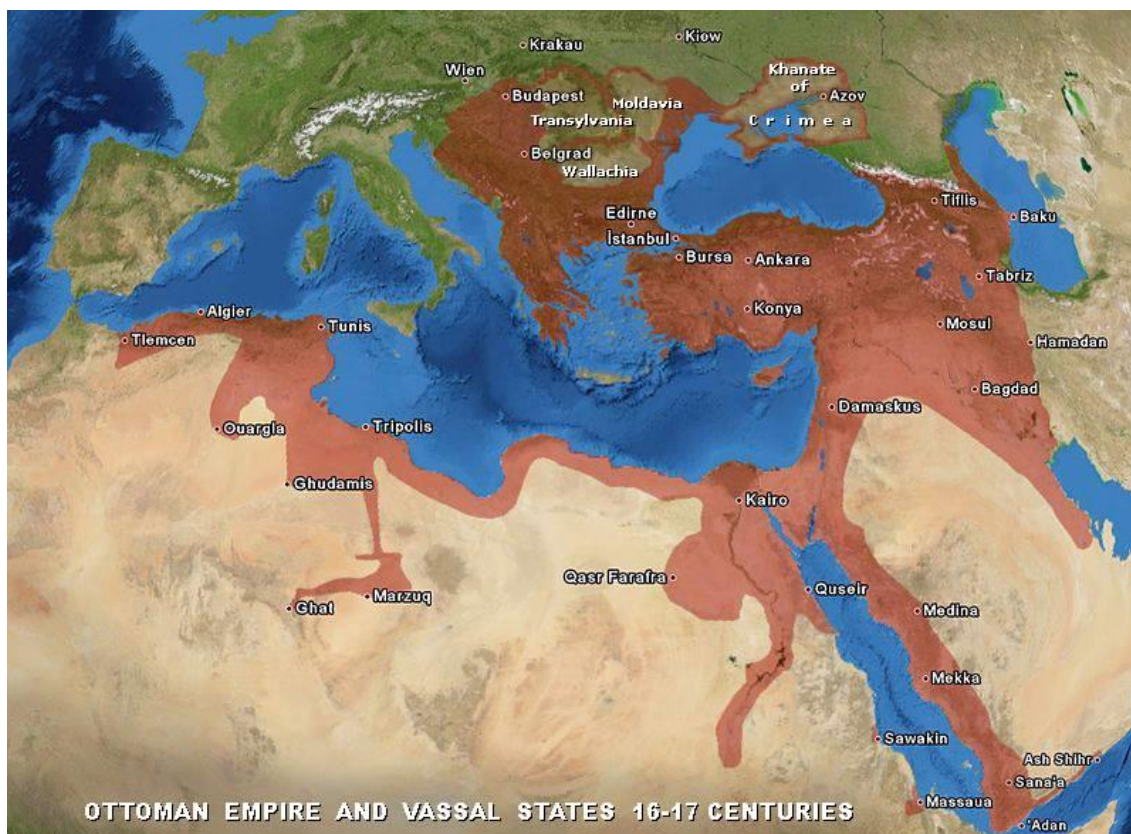 Kiow
Krakau
Wien
Khanate
of
Azov
Budapest
Moldavia
Crimea
Transylvania
Belgrad
Wallachia
Tiflis
Edirne
Baku
İstanbul
Bursa
Ankara
Tabriz
Algier
Konya
Tunis
Mosul
Tlemcen
Hamadan
Bagdad
Damaskus
Ouargla
Tripolis
Ghudamis
Kairo
Qasr Farafra
Quseir
Marzuq
Ghat
Medina
Mekka
Sawakin
Ash Shihr
Sana'a
Massaua
'Adan
OTTOMAN EMPIRE AND VASSAL STATES 16-17 CENTURIES